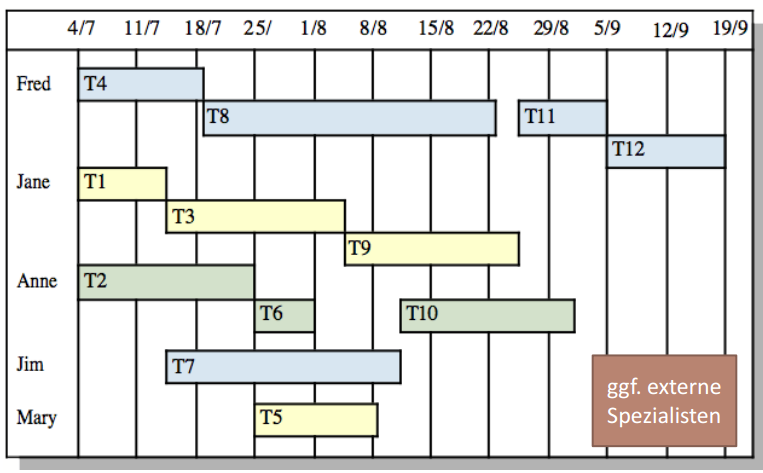 4/7 11/7 18/7 25/ 1/8 8/8 15/8 22/8 29/8 5/9 12/9 19/9
Fred
T4
T8 T11
T12
Jane
T1
T3
T9
Anne
T2
T6 T10
Jim
T7
Mary
T5
ggf. externe
Spezialisten